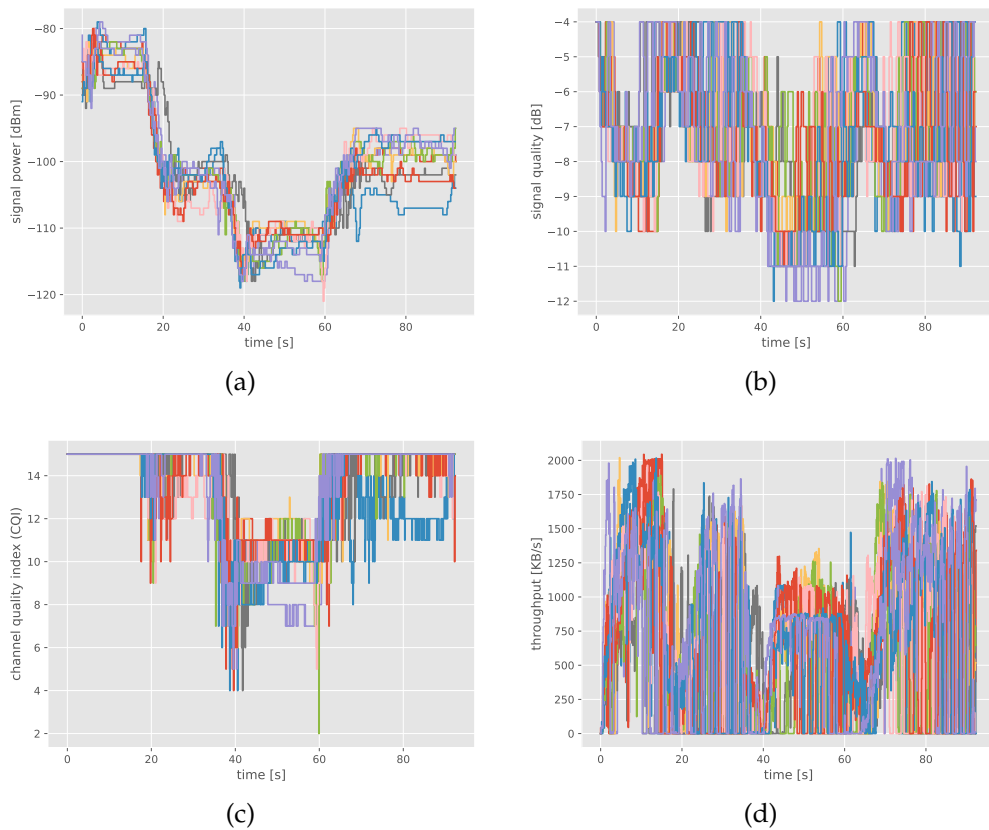 −80
−90
−100
−110
−120
signal power [dBm]
0 20 40 60 80
time [s]
(a)
−4
−5
−6
−7
−8
−9
−10
−11
−12
signal quality [dB]
0 20 40 60 80
time [s]
(b)
14
12
10
8
6
4
2
channel quality index (CQI)
0 20 40 60 80
time [s]
(c)
2000
1750
1500
1250
1000
750
500
250
0
throughput [KB/s]
0 20 40 60 80
time [s]
(d)